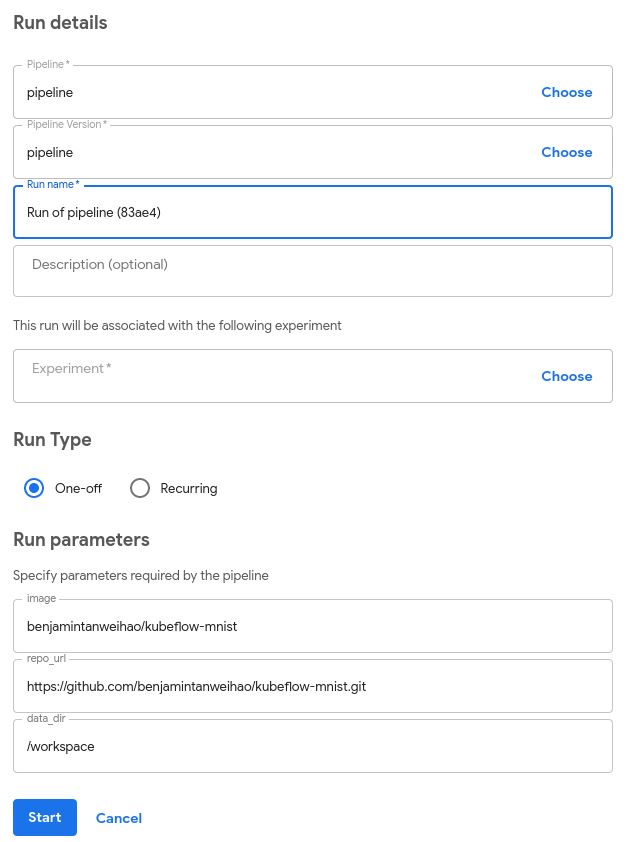 Run details
Pipeline*
pipeline
Choose
Pipeline Version*
pipeline
Choose
Run name*
Run of pipeline (83ae4)
Description (optional)
This run will be associated with the following experiment
Experiment*
Choose
Run Type
One-off
Recurring
Run parameters
Specify parameters required by the pipeline
image
benjamintanweihao/kubeflow-mnist
repo_url
https://github.com/benjamintanweihao/kubeflow-mnist.git
data_dir
/workspace
Start
Cancel